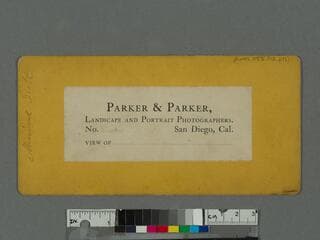 PARKER & PARKER,
LANDSCAPE AND PORTRAIT PHOTOGRAPHERS.
No. San Diego, Cal.
VIEW OF